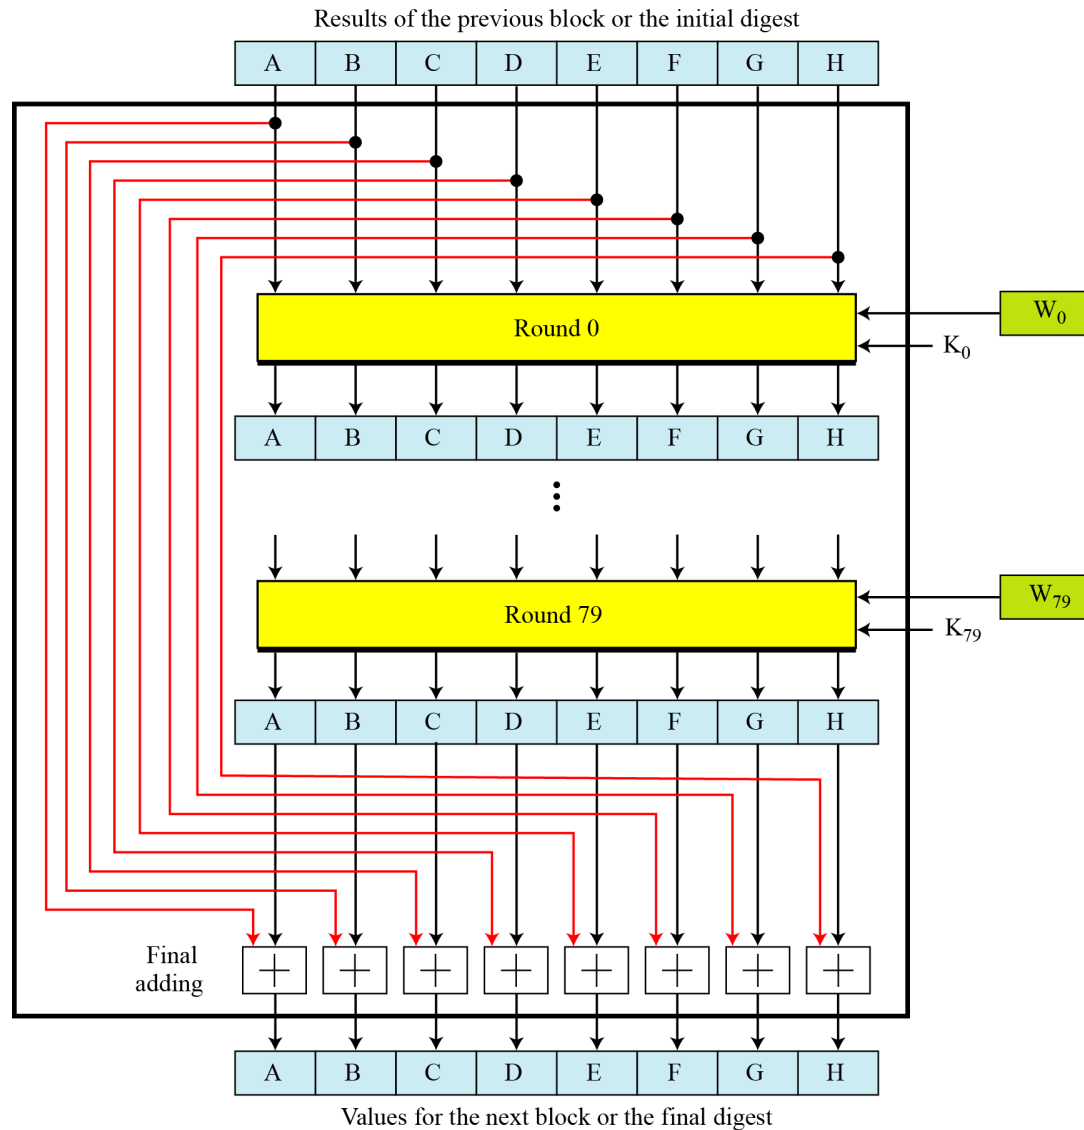 Results of the previous block or the initial digest
A B C D E F G H
Round 0
W0
K0
A B C D E F G H
Round 79
W79
K79
A B C D E F G H
Final
adding
+ + + + + + + +
A B C D E F G H
Values for the next block or the final digest